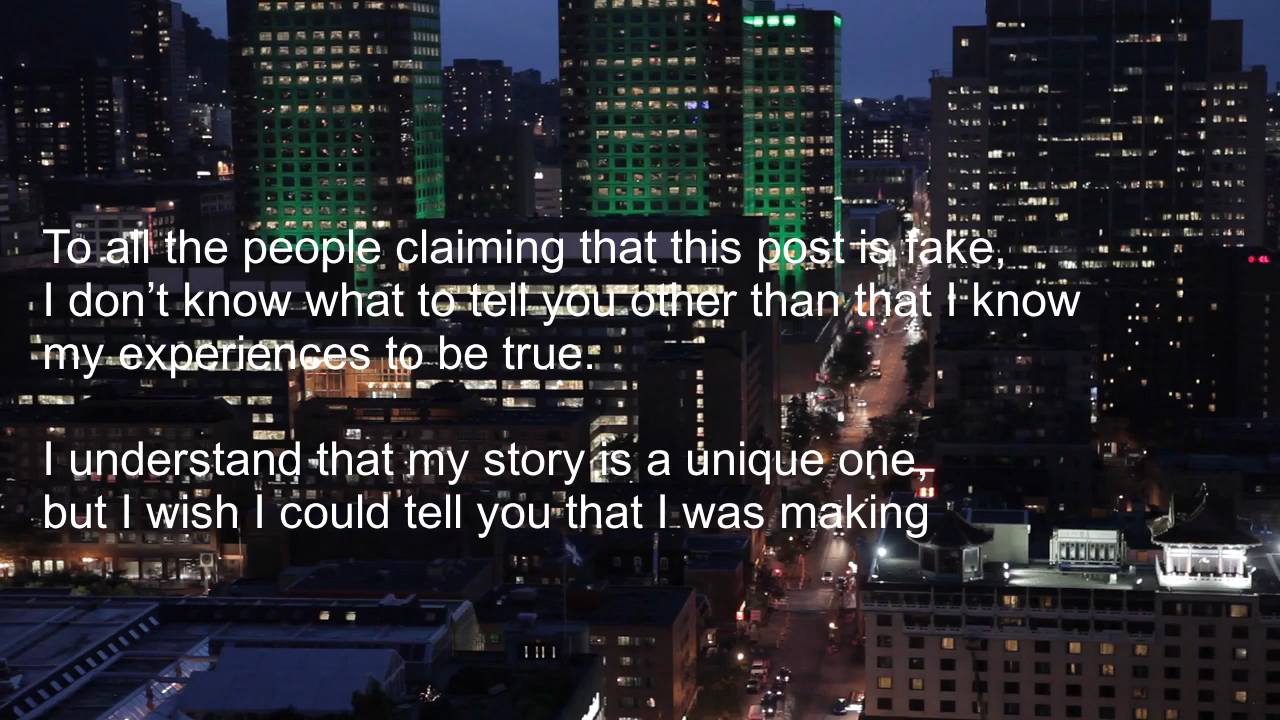 To all the people claiming that this post is fake,
I don’t know what to tell you other than that I know
my experiences to be true.
I understand that my story is a unique one,
but I wish I could tell you that I was making